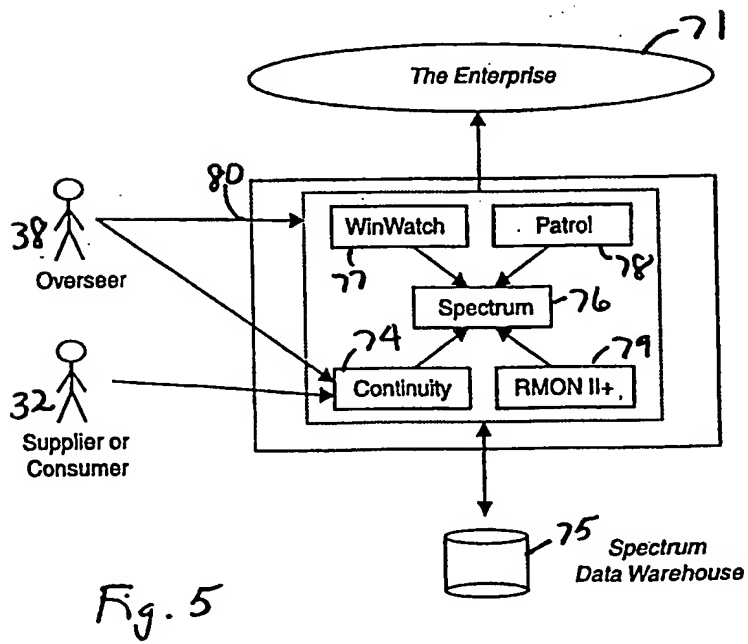 71
The Enterprise
80
38
Overseer
WinWatch
Patrol
77
78
Spectrum
76
74
79
32
Continuity
RMON II+
Supplier or
Consumer
75
Spectrum
Data Warehouse
Fig. 5